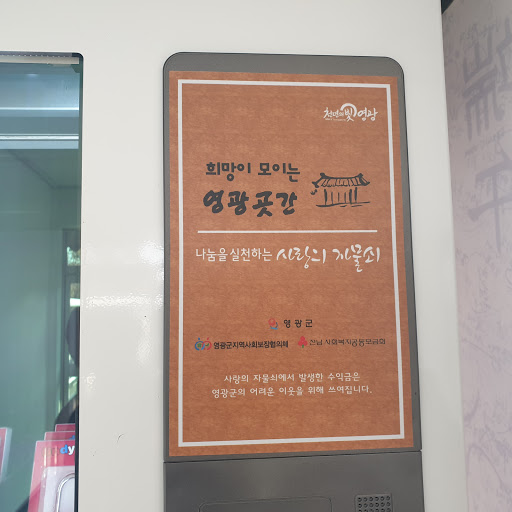 천년의 빛 영광
희망이 모이는
영광곳간
나눔을 실천하는 사랑의 자물쇠
영광군
영광군지역사회보장협의체 전남 사회복지공동모금회
사랑의 자물쇠에서 발생한 수익금은
영광군의 어려운 이웃을 위해 쓰여집니다.
dy